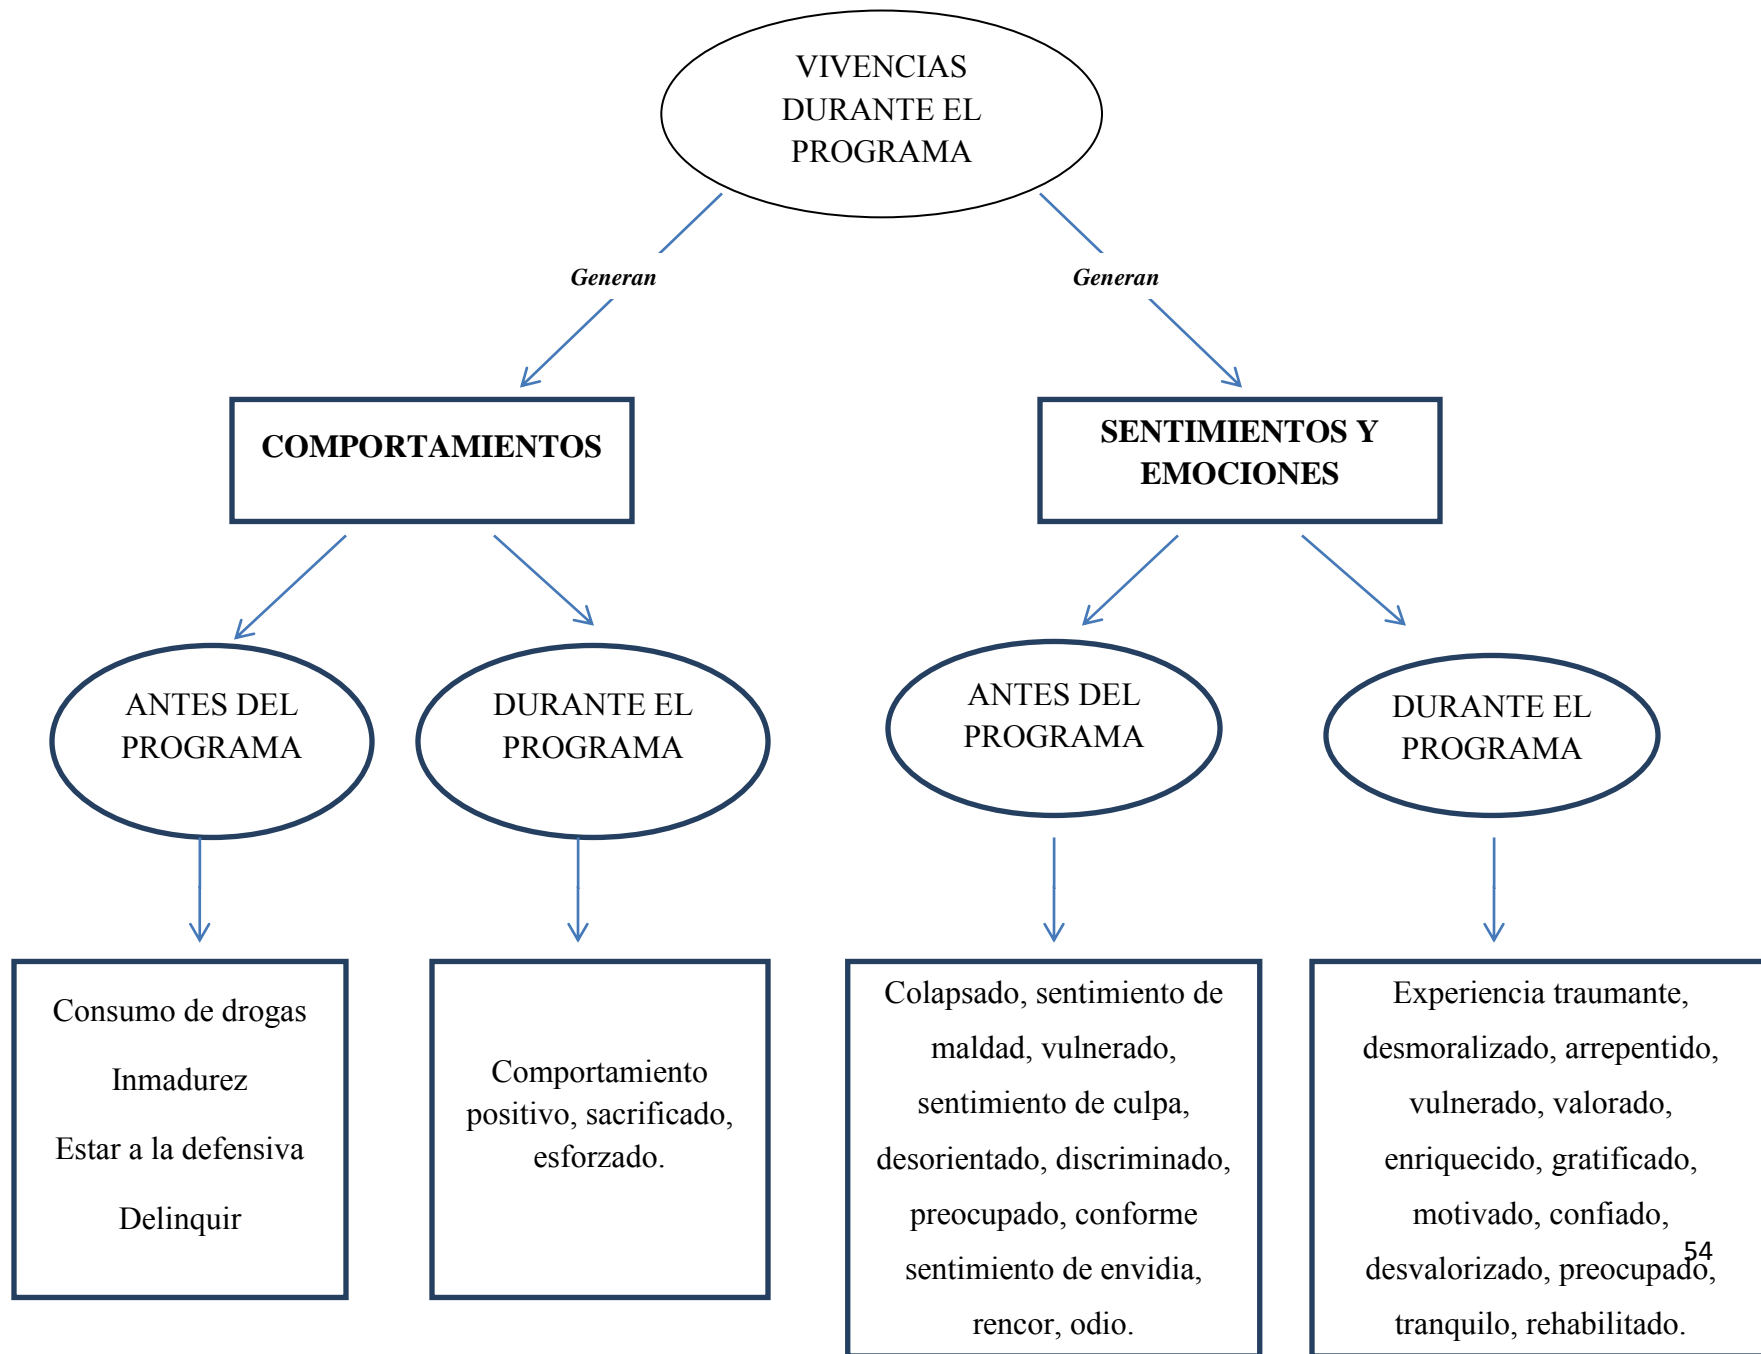 VIVENCIAS
DURANTE EL
PROGRAMA
Generan
Generan
COMPORTAMIENTOS
SENTIMIENTOS Y
EMOCIONES
ANTES DEL
PROGRAMA
DURANTE EL
PROGRAMA
ANTES DEL
PROGRAMA
DURANTE EL
PROGRAMA
Consumo de drogas
Inmadurez
Estar a la defensiva
Delinquir
Comportamiento
positivo, sacrificado,
esforzado.
Colapsado, sentimiento de
maldad, vulnerado,
sentimiento de culpa,
desorientado, discriminado,
preocupado, conforme
sentimiento de envidia,
rencor, odio.
Experiencia traumante,
desmoralizado, arrepentido,
vulnerado, valorado,
enriquecido, gratificado,
motivado, confiado,
desvalorizado, preocupado,
tranquilo, rehabilitado.
54